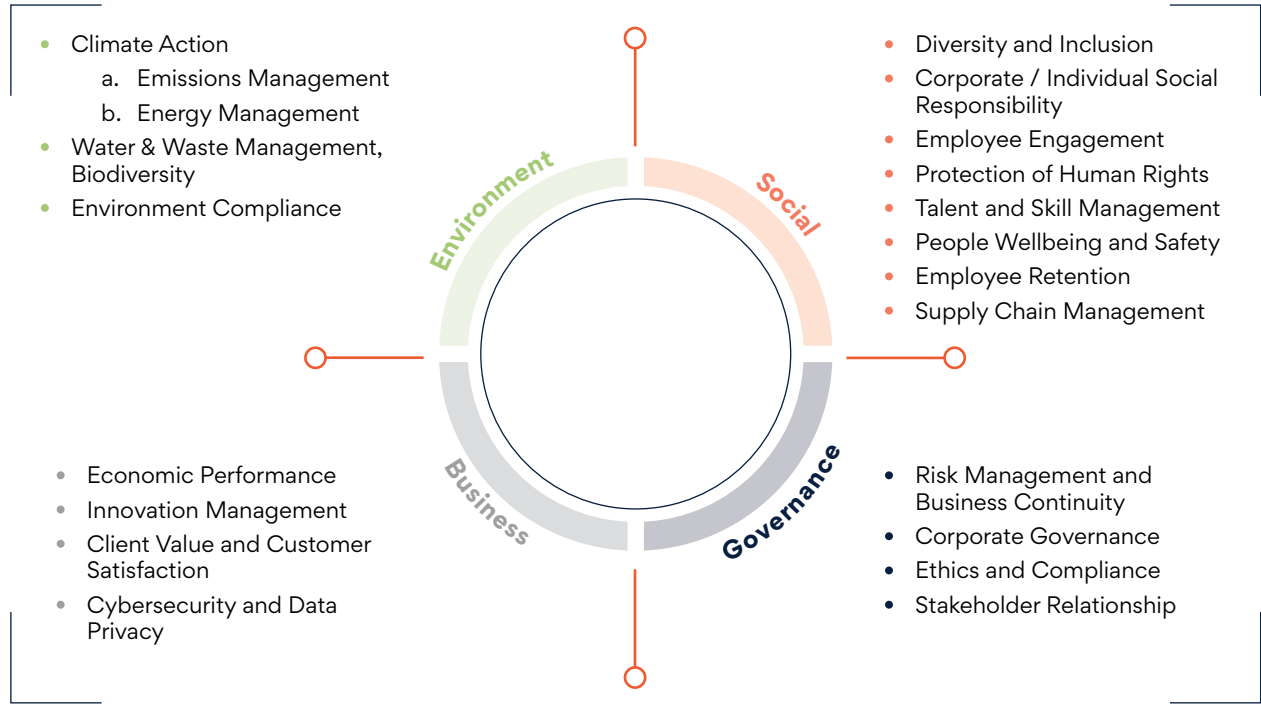 Climate Action
a. Emissions Management
b. Energy Management
Water & Waste Management,
Biodiversity
Environment Compliance
Environment
Social
Diversity and Inclusion
Corporate / Individual Social
Responsibility
Employee Engagement
Protection of Human Rights
Talent and Skill Management
People Wellbeing and Safety
Employee Retention
Supply Chain Management
Business
Economic Performance
Innovation Management
Client Value and Customer
Satisfaction
Cybersecurity and Data
Privacy
Governance
Risk Management and
Business Continuity
Corporate Governance
Ethics and Compliance
Stakeholder Relationship